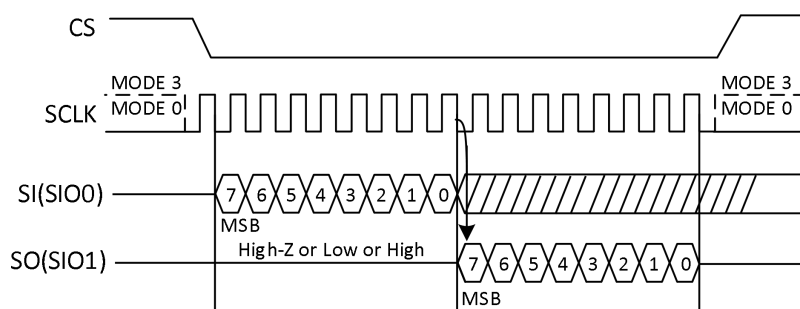 CS
MODE 3 MODE 3
SCLK MODE 0 MODE 0
SI(SIO0) 7 6 5 4 3 2 1 0
MSB
High-Z or Low or High
SO(SIO1) 7 6 5 4 3 2 1 0
MSB